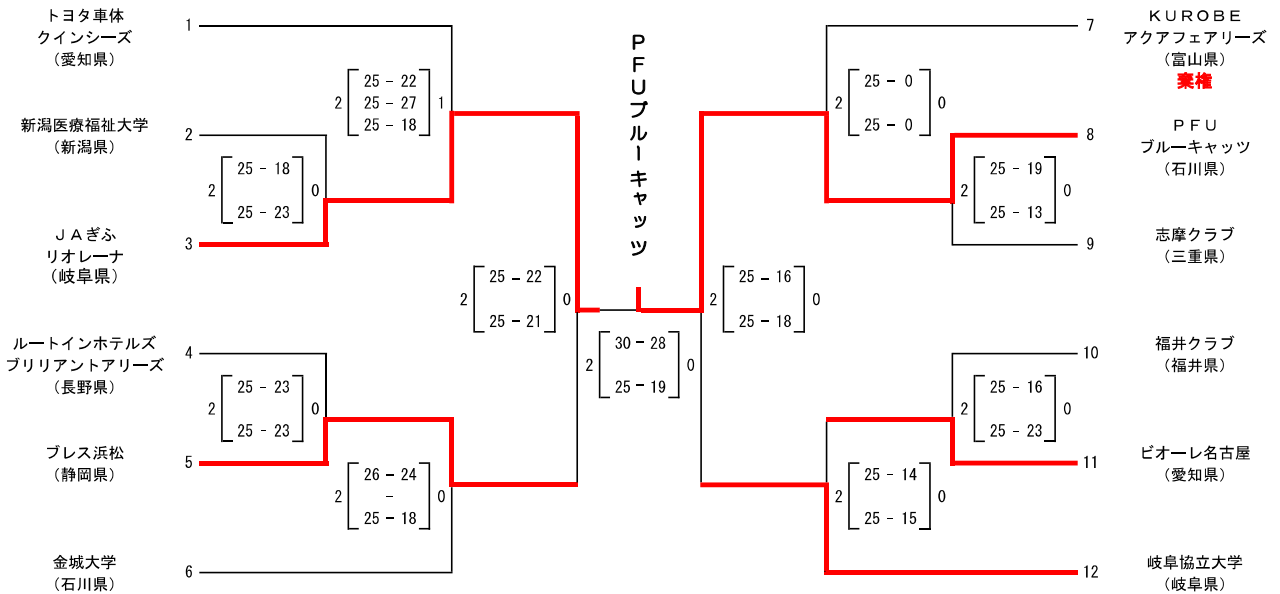 トヨタ車体
クインシーズ
（愛知県）
1
新潟医療福祉大学
（新潟県）
2
ＪＡぎふ
リオレーナ
（岐阜県）
3
ルートインホテルズ
ブリリアントアリーズ
（長野県）
4
ブレス浜松
（静岡県）
5
金城大学
（石川県）
6
2
25 － 22
25 － 27
25 － 18
1
2
25 － 18
25 － 23
0
2
25 － 22
25 － 21
0
2
25 － 23
25 － 23
0
2
26 － 24
－
25 － 18
0
ＰＦＵブルーキャッツ
2
30 － 28
25 － 19
0
2
25 － 0
25 － 0
0
2
25 － 19
25 － 13
0
2
25 － 16
25 － 18
0
2
25 － 16
25 － 23
0
2
25 － 14
25 － 15
0
7
ＫＵＲＯＢＥ
アクアフェアリーズ
（富山県）
棄権
8
ＰＦＵ
ブルーキャッツ
（石川県）
9
志摩クラブ
（三重県）
10
福井クラブ
（福井県）
11
ビオーレ名古屋
（愛知県）
12
岐阜協立大学
（岐阜県）